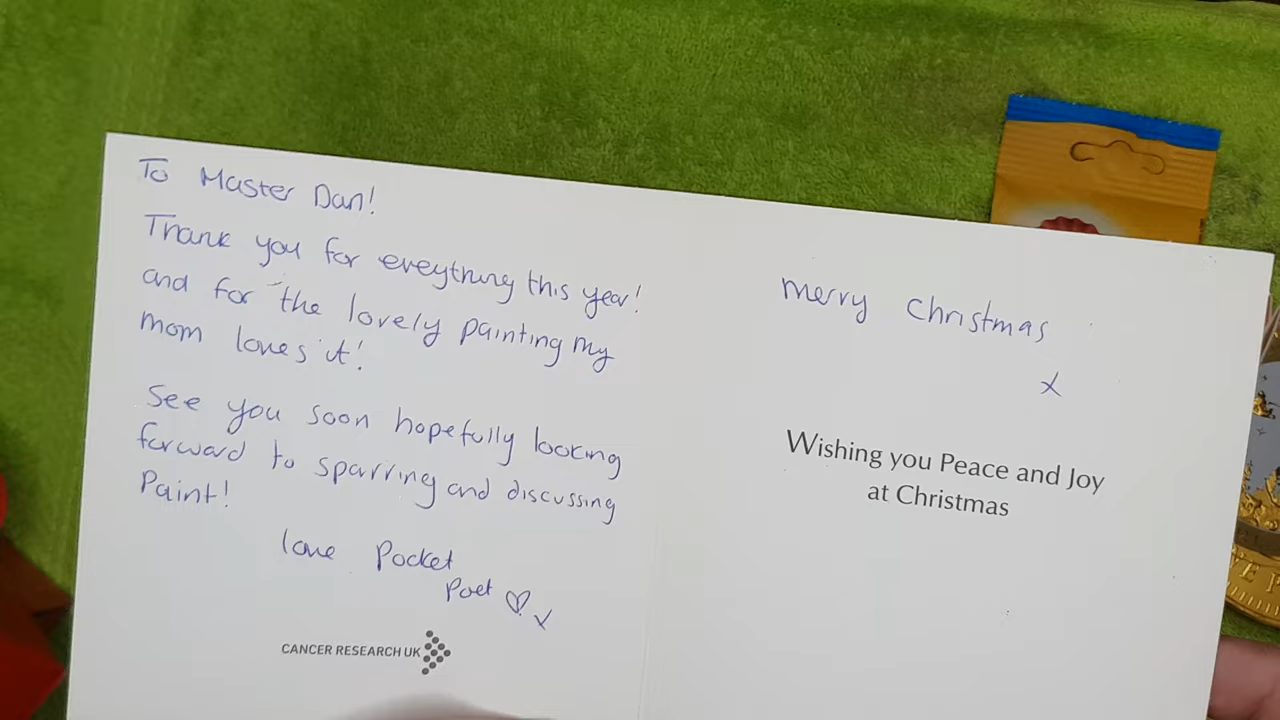 To Master Dan!
Thank you for eveything this year!
and for the lovely painting my
mom loves it!
See you soon hopefully looking
forward to sparring and discussing
Paint!
love Pocket
Poet ♡ x
CANCER RESEARCH UK
merry Christmas
x
Wishing you Peace and Joy
at Christmas